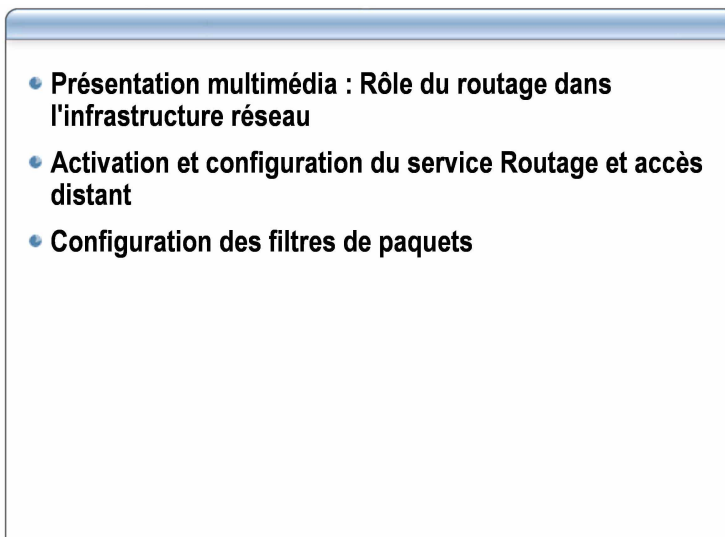 Présentation multimédia : Rôle du routage dans
l'infrastructure réseau
Activation et configuration du service Routage et accès
distant
Configuration des filtres de paquets